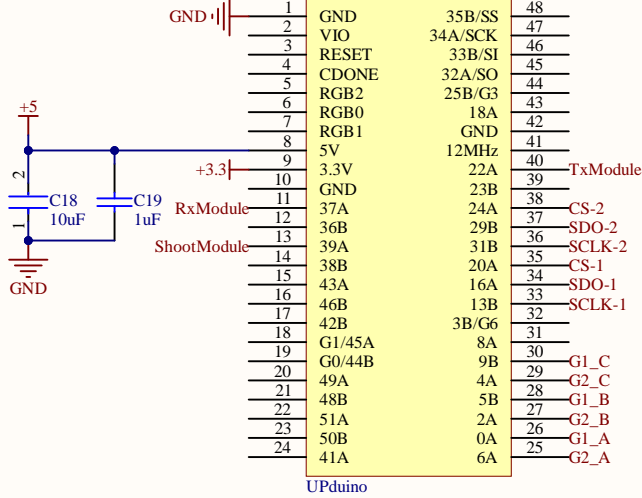 GND 1 GND 35B/SS 48
2 VIO 34A/SCK 47
3 RESET 33B/SI 46
4 CDONE 32A/SO 45
5 RGB2 25B/G3 44
+5 6 RGB0 18A 43
7 RGB1 GND 42
8 5V 12MHz 41
+3.3 9 3.3V 22A 40 TxModule
10 GND 23B 39
RxModule 11 37A 24A 38 CS-2
2 C18 10uF 1
C19 1uF
12 36B 29B 37 SDO-2
ShootModule 13 39A 31B 36 SCLK-2
14 38B 20A 35 CS-1
GND 15 43A 16A 34 SDO-1
16 46B 13B 33 SCLK-1
17 42B 3B/G6 32
18 G1/45A 8A 31
19 G0/44B 9B 30 G1_C
20 49A 4A 29 G2_C
21 48B 5B 28 G1_B
22 51A 2A 27 G2_B
23 50B 0A 26 G1_A
24 41A 6A 25 G2_A
UPduino